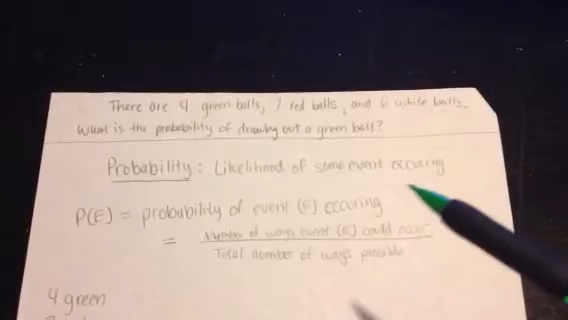 There are 4 green balls, 7 red balls, and 6 white balls.
What is the probability of drawing out a green ball?
Probability: Likelihood of some event occuring
P(E) = probability of event (E) occuring
= Number of ways event (E) could occur
Total number of ways possible
4 green